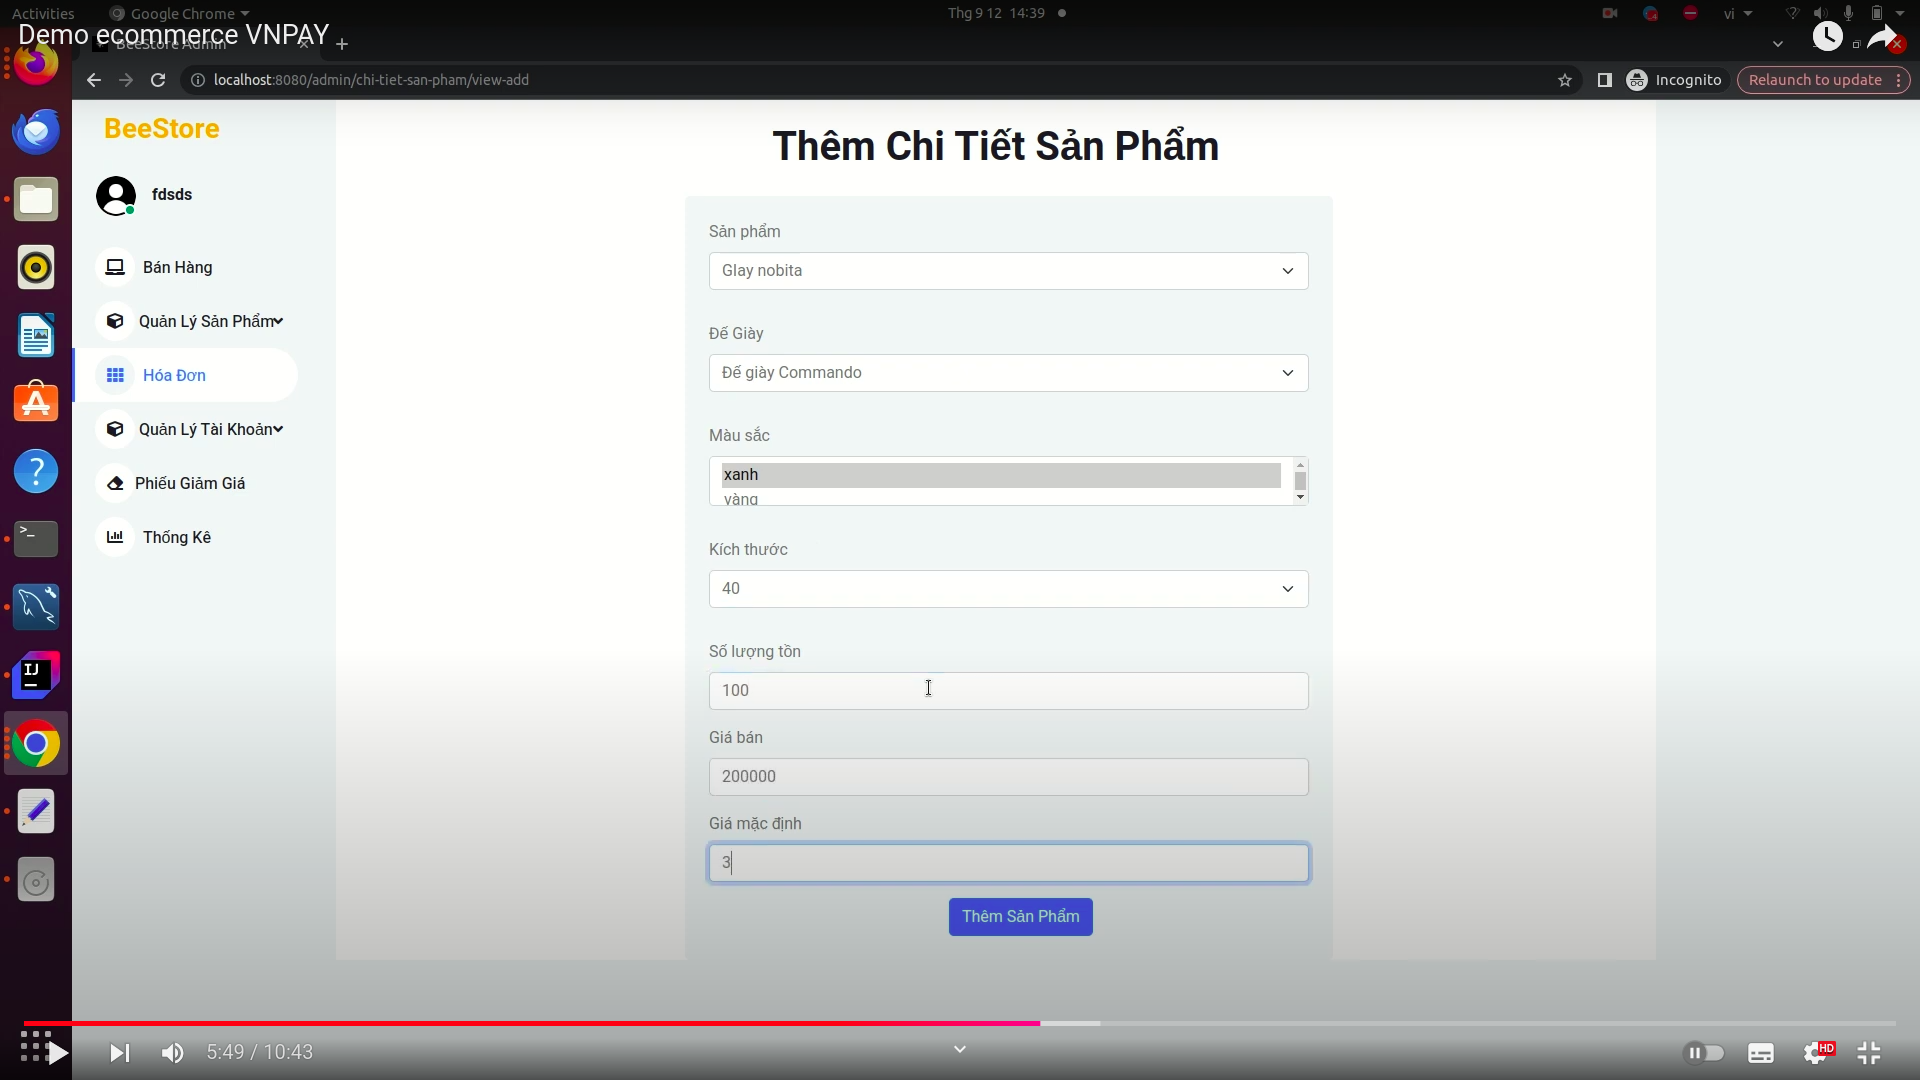 Activities Google Chrome Thg 9 12 14:39 vi
Demo ecommerce VNPAY
BeeStore Admin
localhost:8080/admin/chi-tiet-san-pham/view-add Incognito Relaunch to update
BeeStore
fdsds
Bán Hàng
Quản Lý Sản Phẩm
Hóa Đơn
Quản Lý Tài Khoản
Phiếu Giảm Giá
Thống Kê
Thêm Chi Tiết Sản Phẩm
Sản phẩm
GIay nobita
Đế Giày
Đế giày Commando
Màu sắc
xanh
vàng
Kích thước
40
Số lượng tồn
100
Giá bán
200000
Giá mặc định
3
Thêm Sản Phẩm
5:49 / 10:43 HD